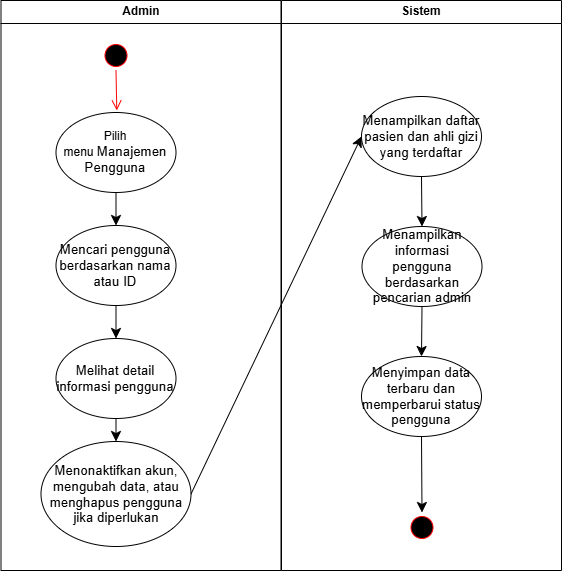 Admin
Sistem
Pilih
menu Manajemen
Pengguna
Mencari pengguna
berdasarkan nama
atau ID
Melihat detail
informasi pengguna
Menonaktifkan akun,
mengubah data, atau
menghapus pengguna
jika diperlukan
Menampilkan daftar
pasien dan ahli gizi
yang terdaftar
Menampilkan
informasi
pengguna
berdasarkan
pencarian admin
Menyimpan data
terbaru dan
memperbarui status
pengguna